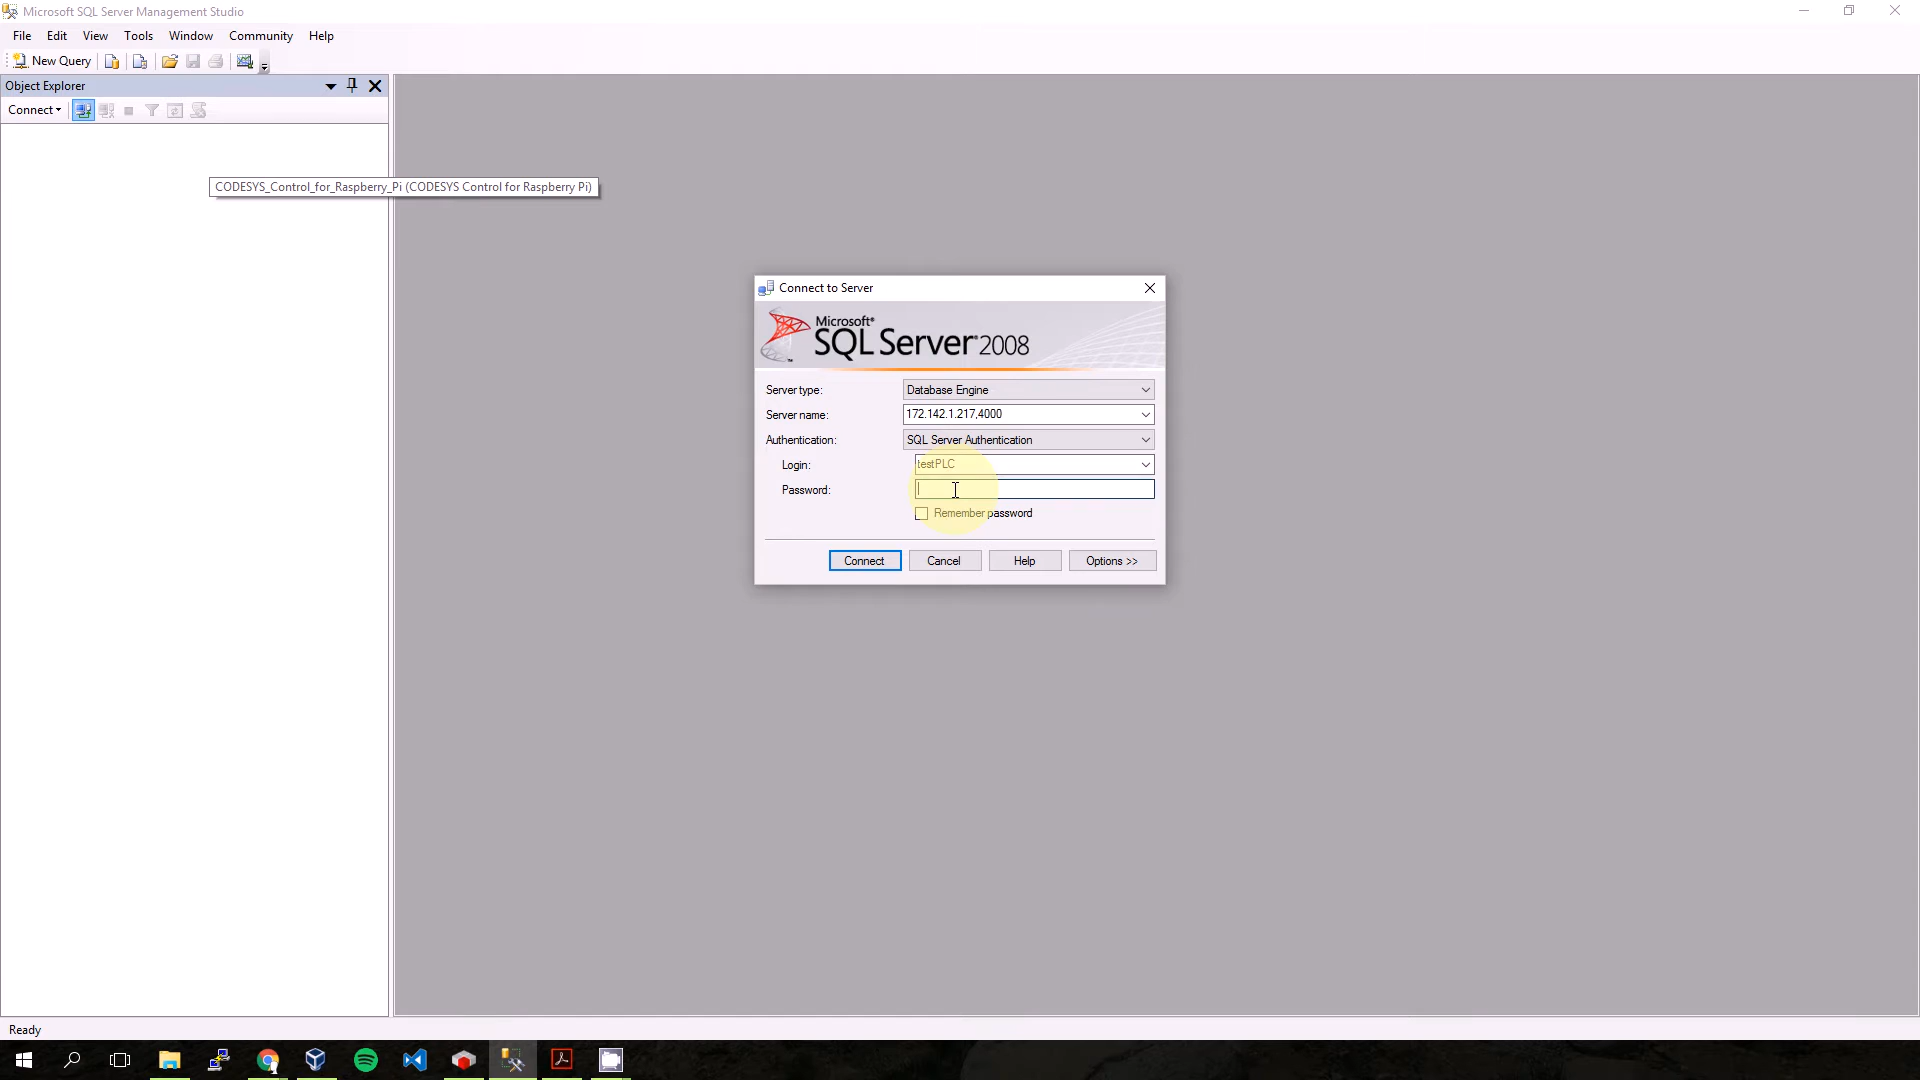 Microsoft SQL Server Management Studio
File Edit View Tools Window Community Help
New Query
Object Explorer
Connect
CODESYS_Control_for_Raspberry_Pi (CODESYS Control for Raspberry Pi)
Connect to Server
Microsoft®
SQL Server®2008
Server type: Database Engine
Server name: 172.142.1.217,4000
Authentication: SQL Server Authentication
Login: testPLC
Password:
Remember password
Connect Cancel Help Options >>
Ready